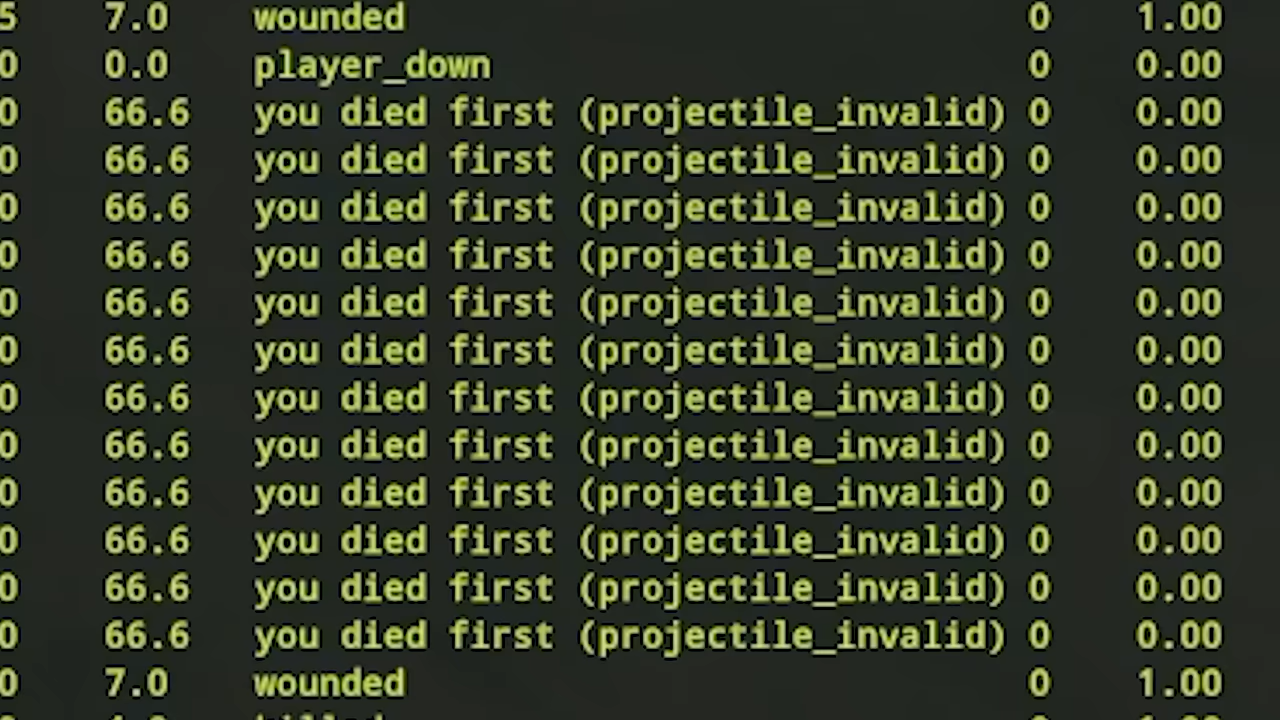 5 7.0 wounded 0 1.00
0 0.0 player_down 0 0.00
0 66.6 you died first (projectile_invalid) 0 0.00
0 66.6 you died first (projectile_invalid) 0 0.00
0 66.6 you died first (projectile_invalid) 0 0.00
0 66.6 you died first (projectile_invalid) 0 0.00
0 66.6 you died first (projectile_invalid) 0 0.00
0 66.6 you died first (projectile_invalid) 0 0.00
0 66.6 you died first (projectile_invalid) 0 0.00
0 66.6 you died first (projectile_invalid) 0 0.00
0 66.6 you died first (projectile_invalid) 0 0.00
0 66.6 you died first (projectile_invalid) 0 0.00
0 66.6 you died first (projectile_invalid) 0 0.00
0 66.6 you died first (projectile_invalid) 0 0.00
0 7.0 wounded 0 1.00